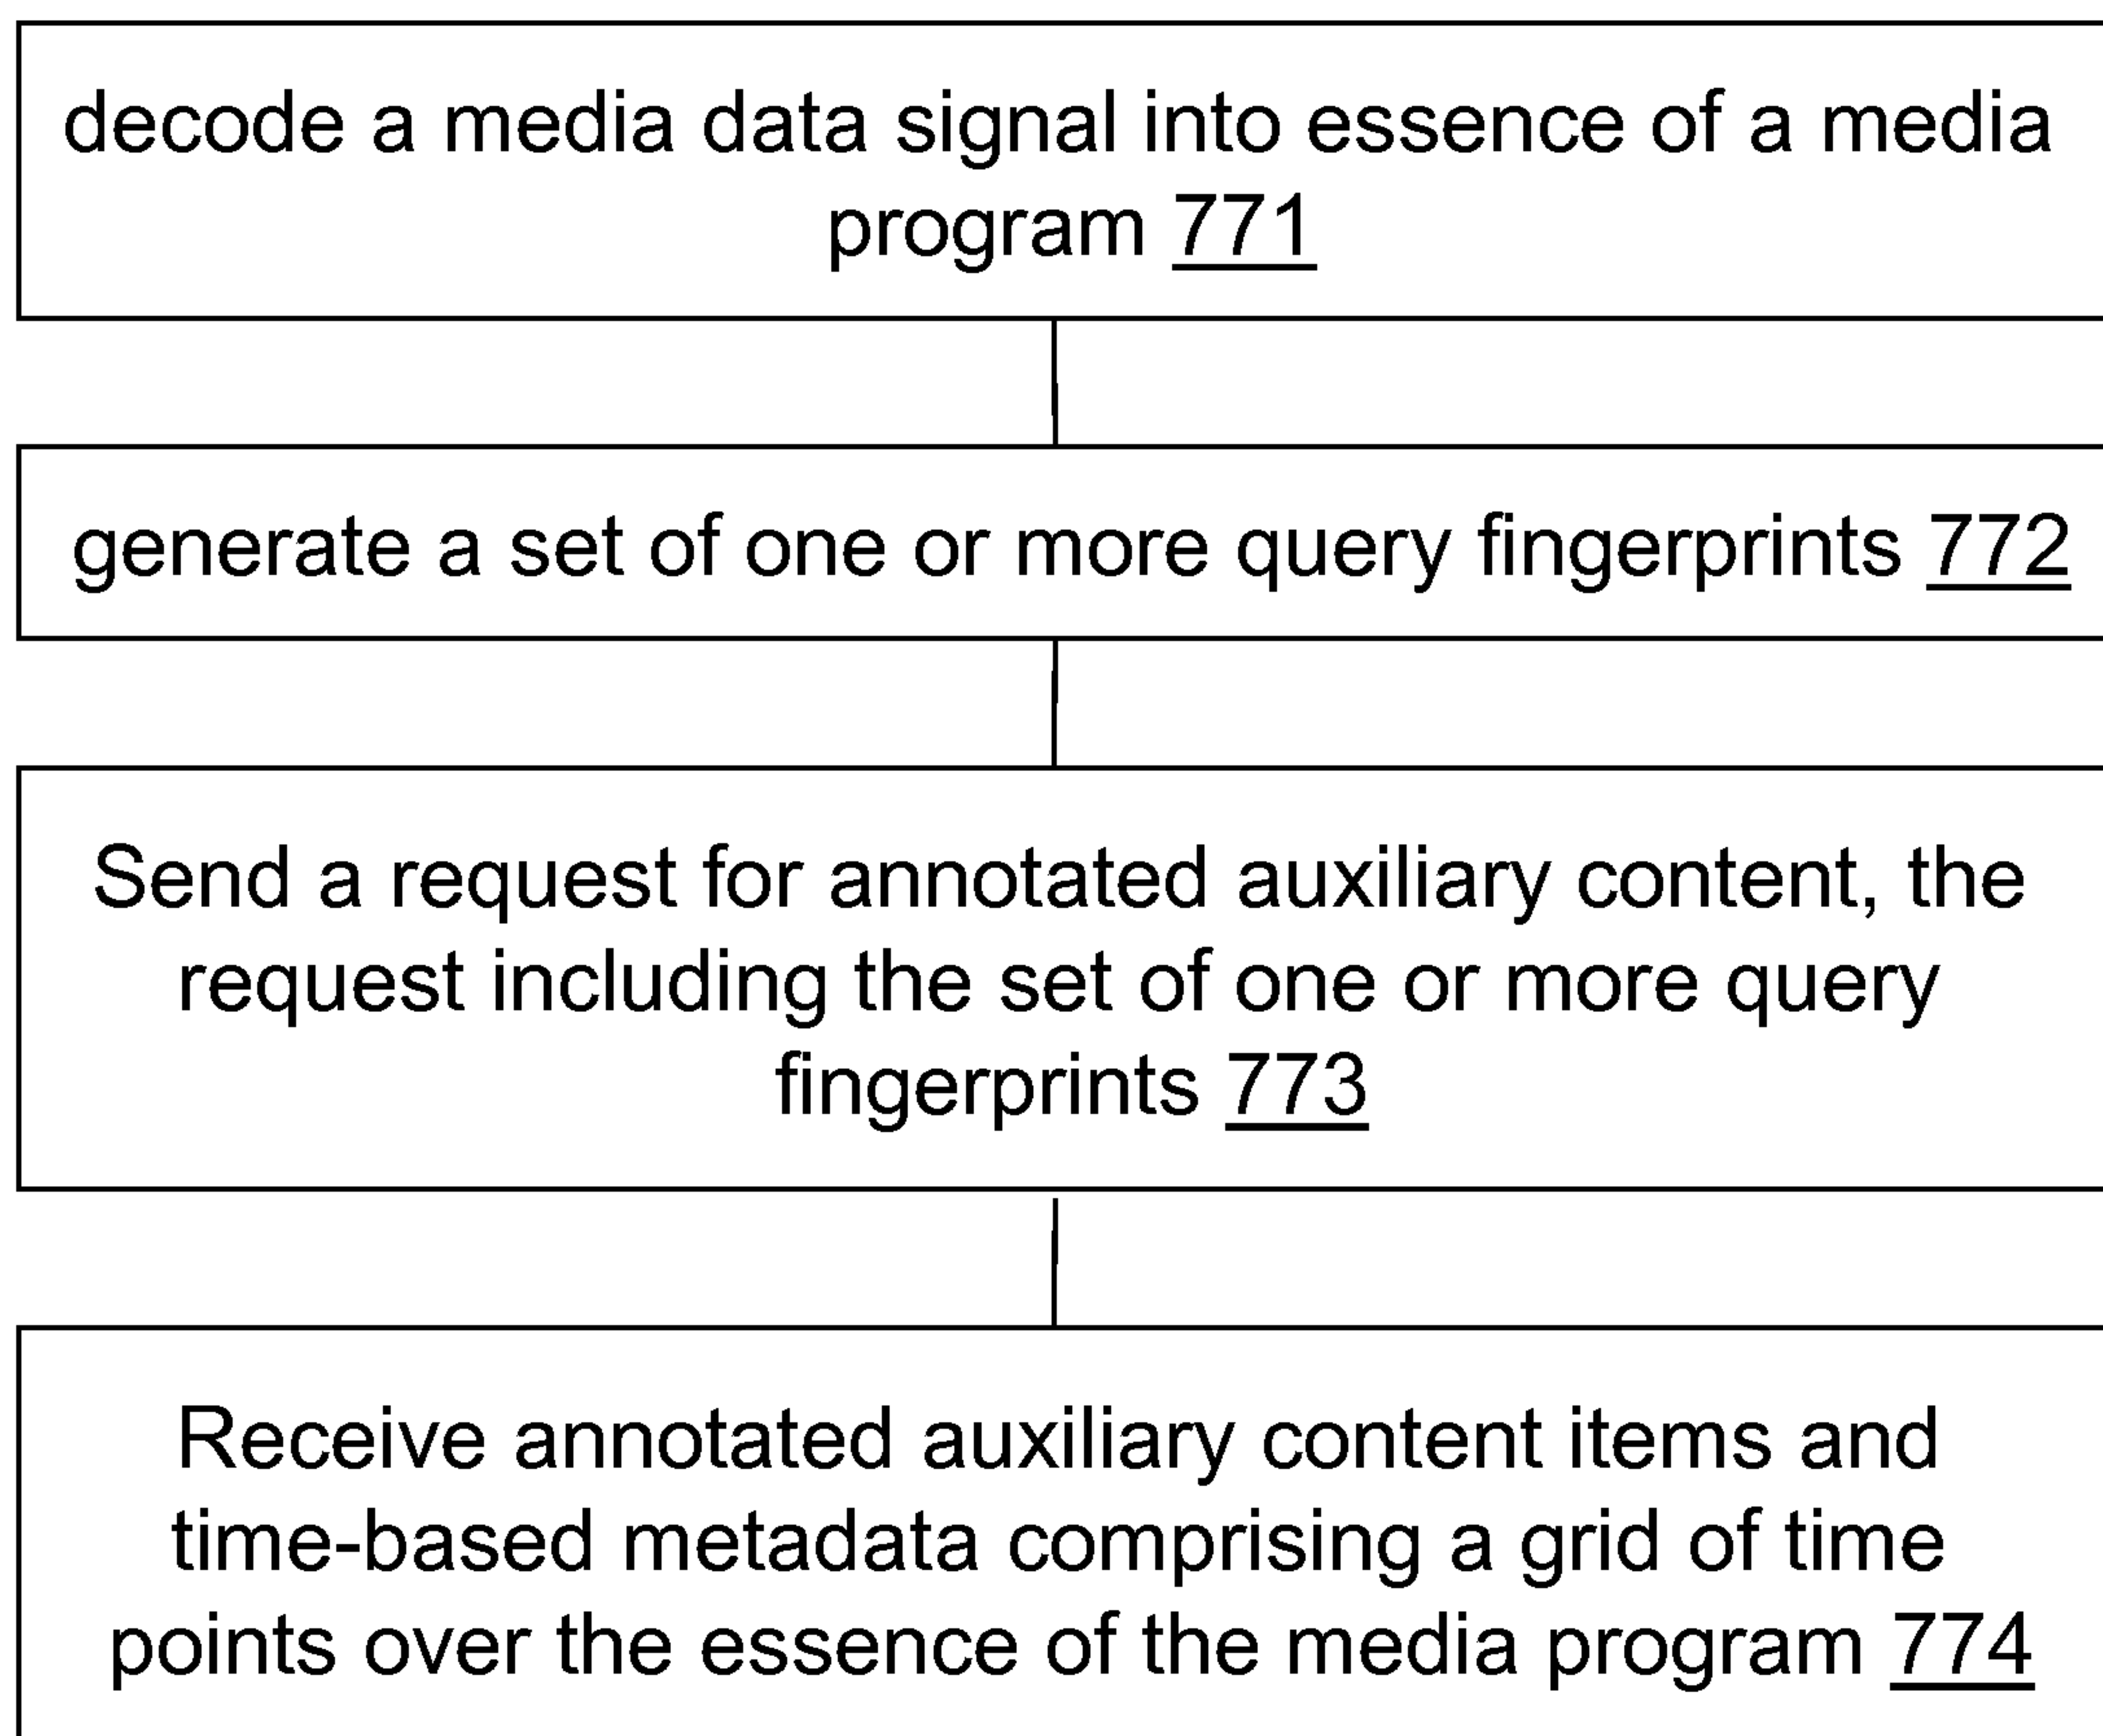 decode a media data signal into essence of a media
program 771
generate a set of one or more query fingerprints 772
Send a request for annotated auxiliary content, the
request including the set of one or more query
fingerprints 773
Receive annotated auxiliary content items and
time-based metadata comprising a grid of time
points over the essence of the media program 774